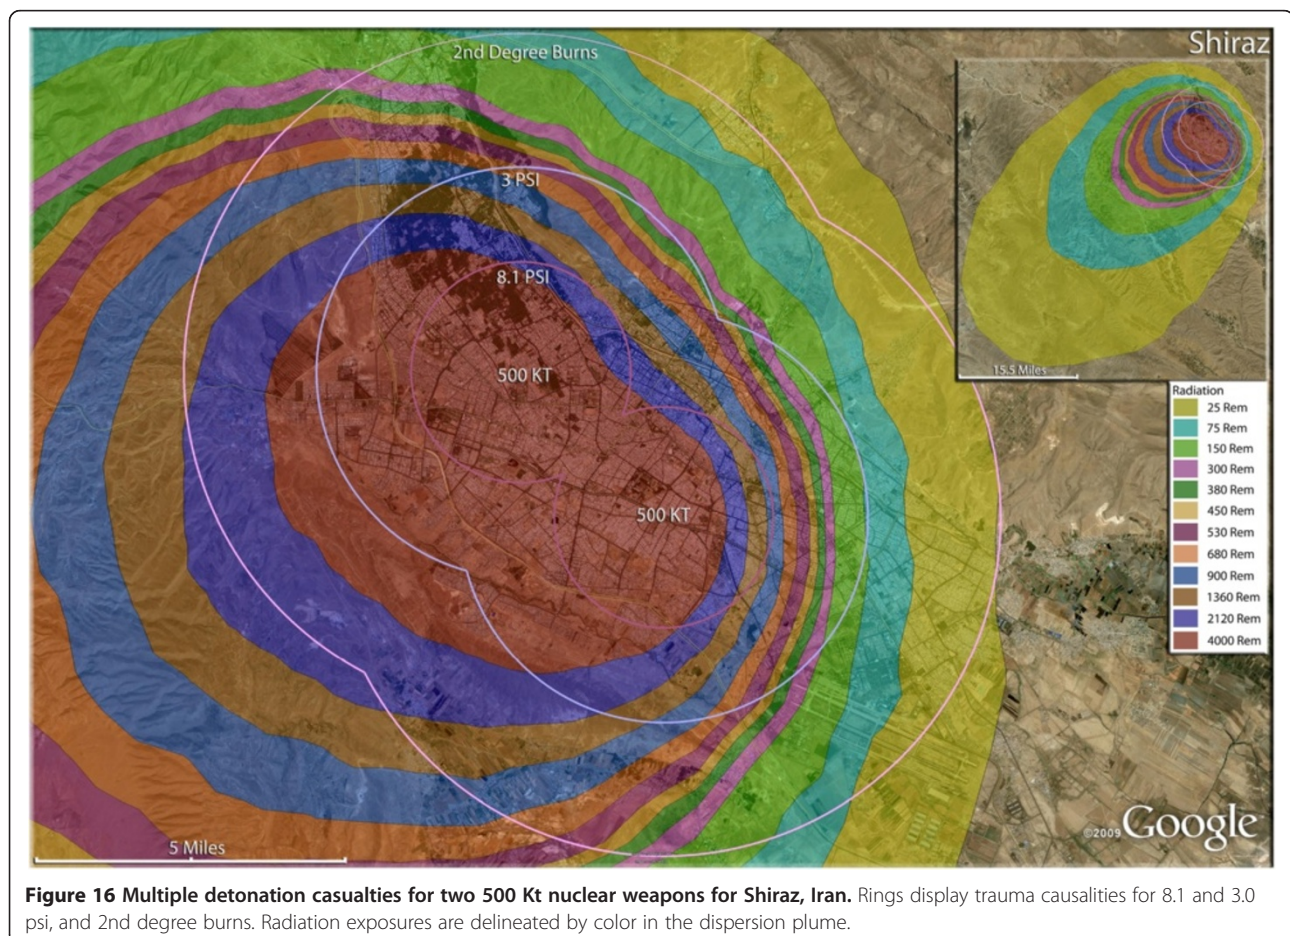 Shiraz
2nd Degree Burns
3 PSI
8.1 PSI
500 KT
500 KT
15.5 Miles
Radiation
25 Rem
75 Rem
150 Rem
300 Rem
380 Rem
450 Rem
530 Rem
680 Rem
900 Rem
1360 Rem
2120 Rem
4000 Rem
5 Miles
©2009 Google
Figure 16 Multiple detonation casualties for two 500 Kt nuclear weapons for Shiraz, Iran. Rings display trauma causalities for 8.1 and 3.0
psi, and 2nd degree burns. Radiation exposures are delineated by color in the dispersion plume.